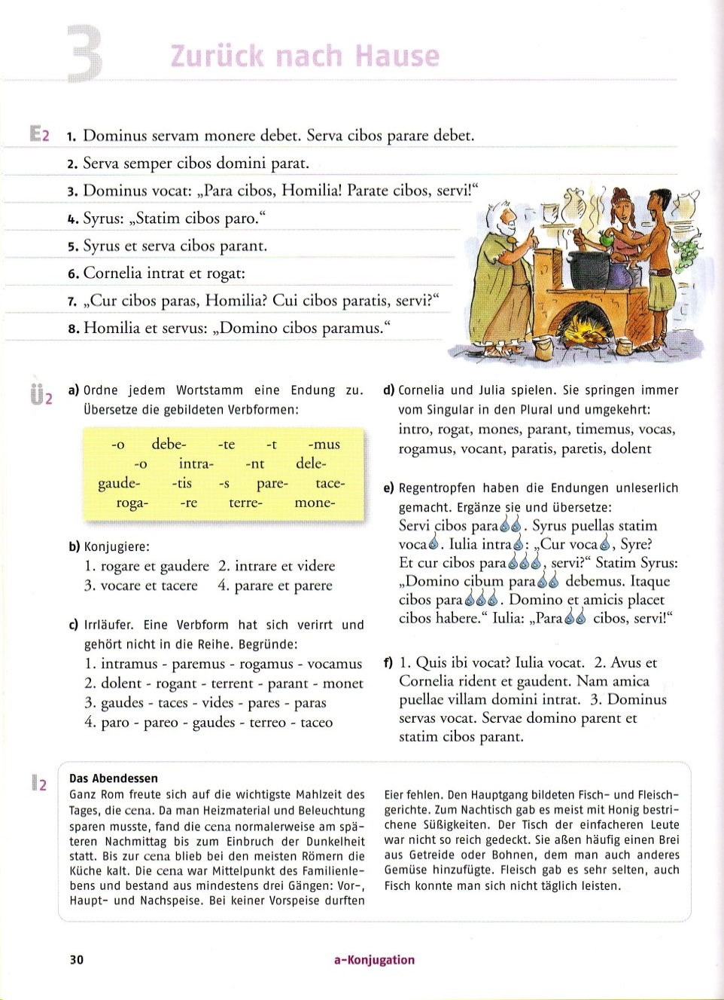 3
Zurück nach Hause
E2
1. Dominus servam monere debet. Serva cibos parare debet.
2. Serva semper cibos domini parat.
3. Dominus vocat: „Para cibos, Homilia! Parate cibos, servi!“
4. Syrus: „Statim cibos paro.“
5. Syrus et serva cibos parant.
6. Cornelia intrat et rogat:
7. „Cur cibos paras, Homilia? Cui cibos paratis, servi?“
8. Homilia et servus: „Domino cibos paramus.“
Ü2
a) Ordne jedem Wortstamm eine Endung zu.
Übersetze die gebildeten Verbformen:
-o debe- -te -t -mus
-o intra- -nt dele-
gaude- -tis -s pare- tace-
roga- -re terre- mone-
b) Konjugiere:
1. rogare et gaudere 2. intrare et videre
3. vocare et tacere 4. parare et parere
c) Irrläufer. Eine Verbform hat sich verirrt und
gehört nicht in die Reihe. Begründe:
1. intramus - paremus - rogamus - vocamus
2. dolent - rogant - terrent - parant - monet
3. gaudes - taces - vides - pares - paras
4. paro - pareo - gaudes - terreo - taceo
d) Cornelia und Julia spielen. Sie springen immer
vom Singular in den Plural und umgekehrt:
intro, rogat, mones, parant, timemus, vocas,
rogamus, vocant, paratis, paretis, dolent
e) Regentropfen haben die Endungen unleserlich
gemacht. Ergänze sie und übersetze:
Servi cibos para . Syrus puellas statim
voca . Iulia intra : „Cur voca , Syre?
Et cur cibos para , servi?“ Statim Syrus:
„Domino cibum para debemus. Itaque
cibos para . Domino et amicis placet
cibos habere.“ Iulia: „Para cibos, servi!“
f) 1. Quis ibi vocat? Iulia vocat. 2. Avus et
Cornelia rident et gaudent. Nam amica
puellae villam domini intrat. 3. Dominus
servas vocat. Servae domino parent et
statim cibos parant.
I2
Das Abendessen
Ganz Rom freute sich auf die wichtigste Mahlzeit des
Tages, die cena. Da man Heizmaterial und Beleuchtung
sparen musste, fand die cena normalerweise am spä-
teren Nachmittag bis zum Einbruch der Dunkelheit
statt. Bis zur cena blieb bei den meisten Römern die
Küche kalt. Die cena war Mittelpunkt des Familienle-
bens und bestand aus mindestens drei Gängen: Vor-,
Haupt- und Nachspeise. Bei keiner Vorspeise durften
Eier fehlen. Den Hauptgang bildeten Fisch- und Fleisch-
gerichte. Zum Nachtisch gab es meist mit Honig bestri-
chene Süßigkeiten. Der Tisch der einfacheren Leute
war nicht so reich gedeckt. Sie aßen häufig einen Brei
aus Getreide oder Bohnen, dem man auch anderes
Gemüse hinzufügte. Fleisch gab es sehr selten, auch
Fisch konnte man sich nicht täglich leisten.
30
a-Konjugation